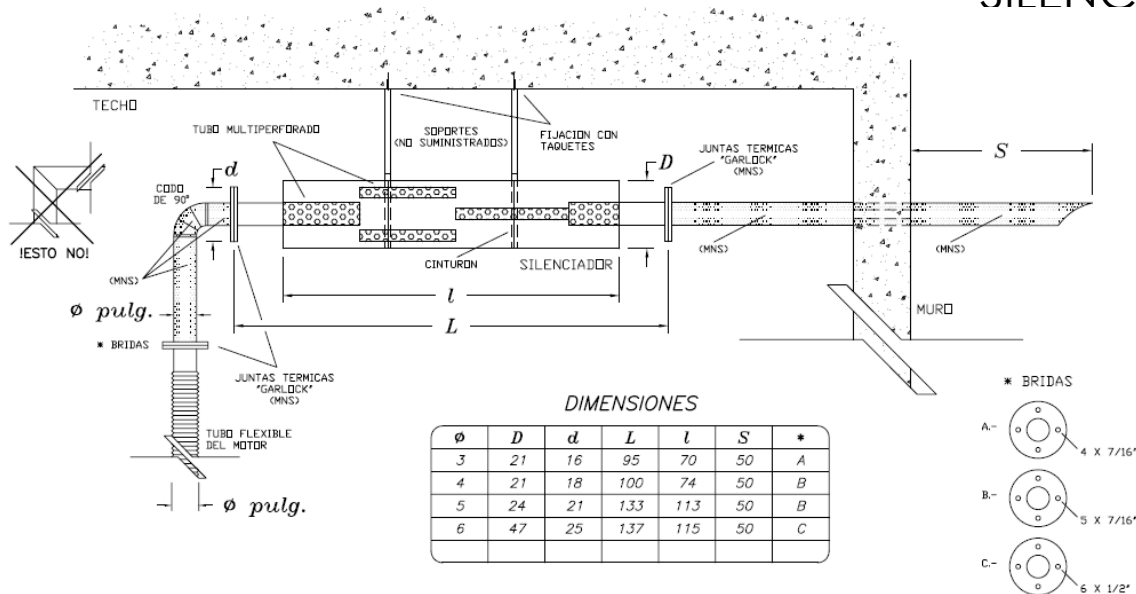 SILENC
TECHO
TUBO MULTIPERFORADO
SOPORTES
(NO SUMINISTRADOS)
FIJACION CON
TAQUETES
JUNTAS TERMICAS
"GARLOCK"
(MNS)
S
D
d
CODO
DE 90°
!ESTO NO!
(MNS)
(MNS)
(MNS)
CINTURON
SILENCIADOR
l
L
ø pulg.
MURO
* BRIDAS
JUNTAS TERMICAS
"GARLOCK"
(MNS)
TUBO FLEXIBLE
DEL MOTOR
ø pulg.
DIMENSIONES
ø D d L l S *
3 21 16 95 70 50 A
4 21 18 100 74 50 B
5 24 21 133 113 50 B
6 47 25 137 115 50 C
* BRIDAS
A.-
4 X 7/16"
B.-
5 X 7/16"
C.-
6 X 1/2"